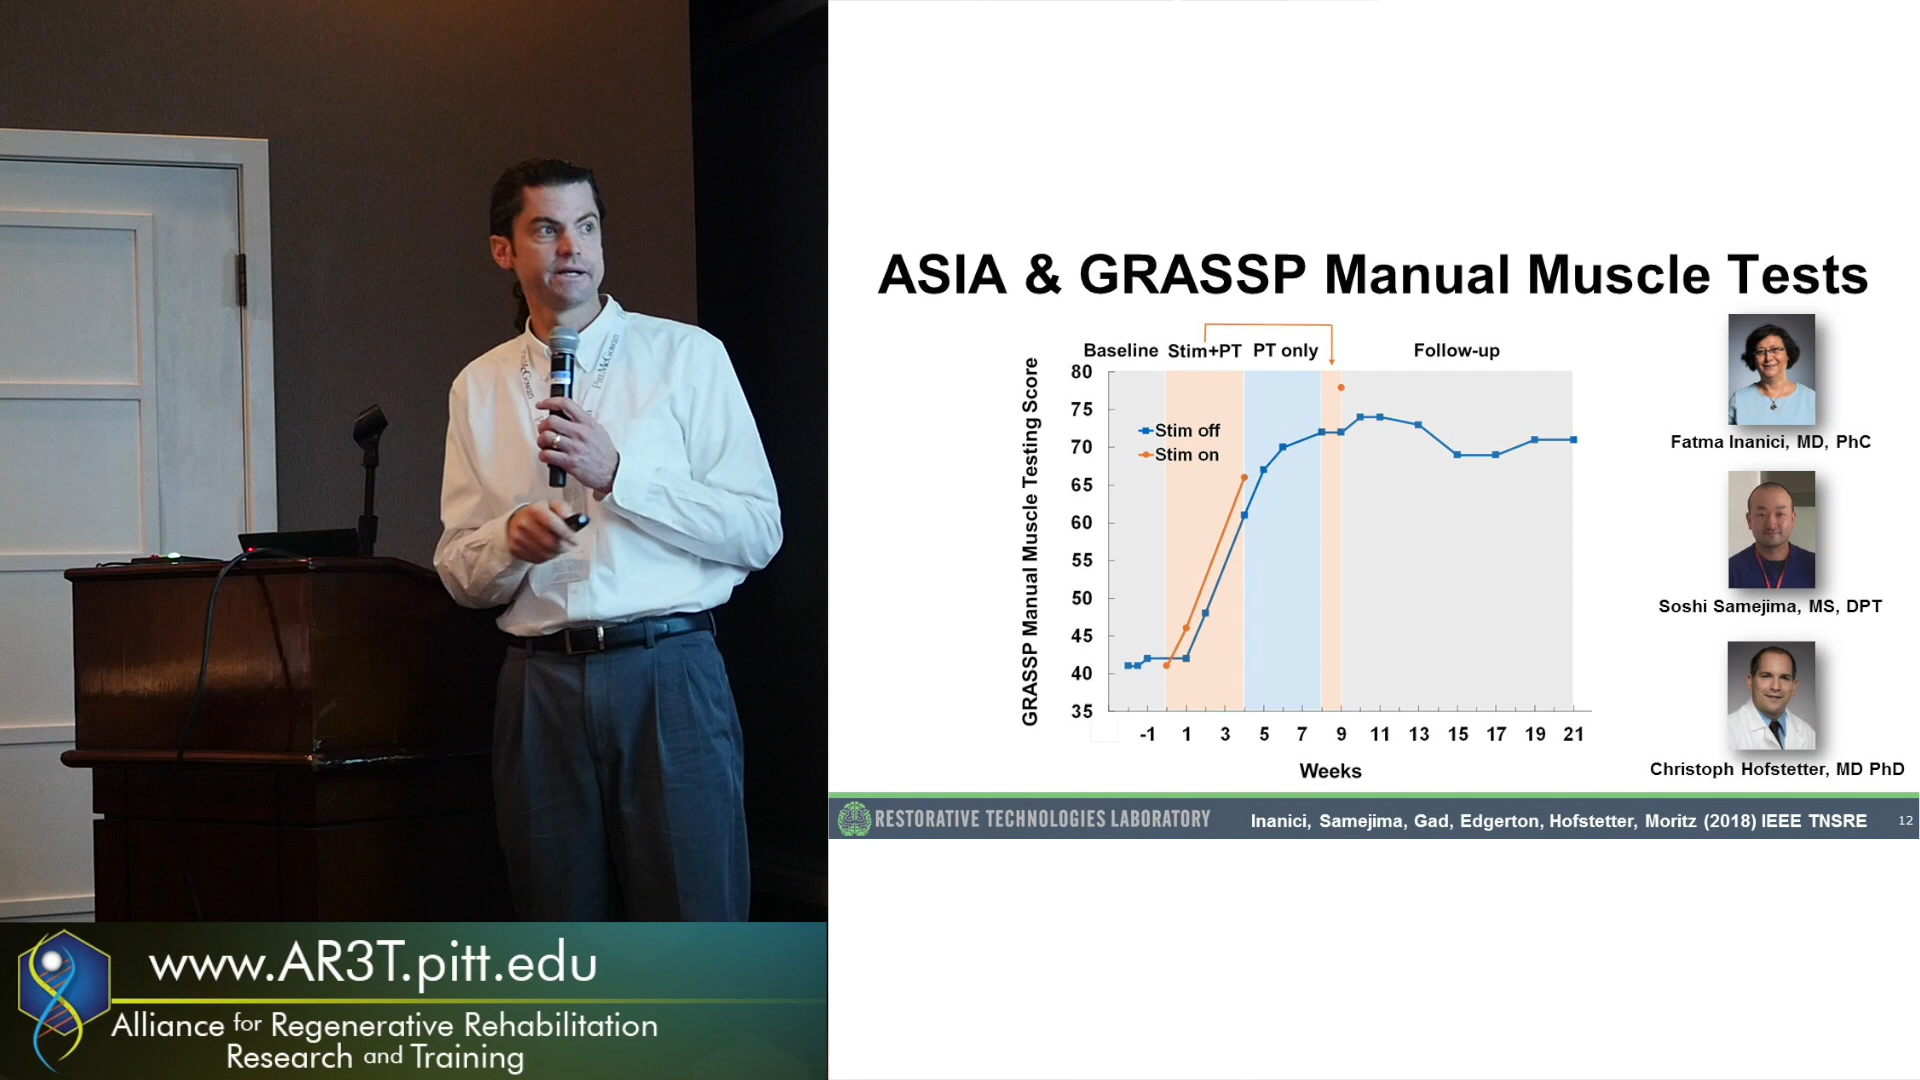 ASIA & GRASSP Manual Muscle Tests
Baseline Stim+PT PT only Follow-up
GRASSP Manual Muscle Testing Score
80
75
70
65
60
55
50
45
40
35
Stim off
Stim on
-1 1 3 5 7 9 11 13 15 17 19 21
Weeks
Fatma Inanici, MD, PhC
Soshi Samejima, MS, DPT
Christoph Hofstetter, MD PhD
RESTORATIVE TECHNOLOGIES LABORATORY
Inanici, Samejima, Gad, Edgerton, Hofstetter, Moritz (2018) IEEE TNSRE
12
www.AR3T.pitt.edu
Alliance for Regenerative Rehabilitation
Research and Training